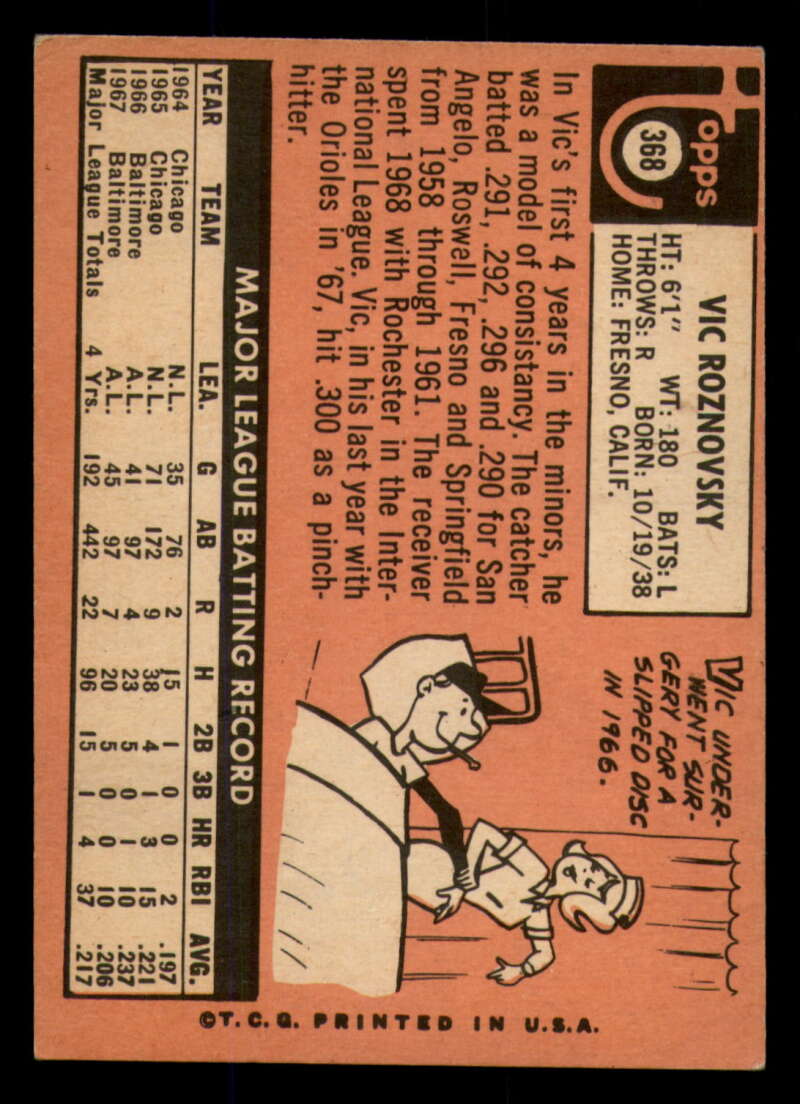 topps
368
VIC ROZNOVSKY
HT: 6'1" WT: 180 BATS: L
THROWS: R BORN: 10/19/38
HOME: FRESNO, CALIF.
In Vic's first 4 years in the minors, he
was a model of consistancy. The catcher
batted .291, .292, .296 and .290 for San
Angelo, Roswell, Fresno and Springfield
from 1958 through 1961. The receiver
spent 1968 with Rochester in the Inter-
national League. Vic, in his last year with
the Orioles in '67, hit .300 as a pinch-
hitter.
VIC UNDER-
WENT SUR-
GERY FOR A
SLIPPED DISC
IN 1966.
MAJOR LEAGUE BATTING RECORD
YEAR TEAM LEA. G AB R H 2B 3B HR RBI AVG.
1964 Chicago N.L. 35 76 2 15 1 0 0 2 .197
1965 Chicago N.L. 71 172 9 38 4 1 3 15 .221
1966 Baltimore A.L. 41 97 4 23 5 0 1 10 .237
1967 Baltimore A.L. 45 97 7 20 5 0 0 10 .206
Major League Totals 4 Yrs. 192 442 22 96 15 1 4 37 .217
©T.C.G. PRINTED IN U.S.A.